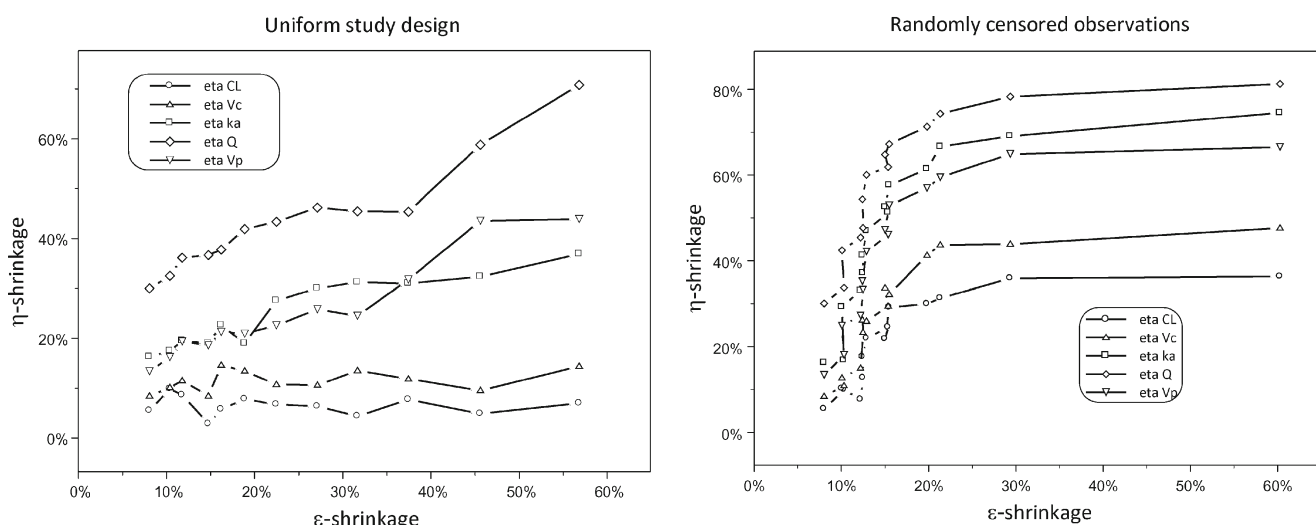 Uniform study design
eta CL
eta Vc
eta ka
eta Q
eta Vp
60%
40%
20%
0%
η-shrinkage
0% 10% 20% 30% 40% 50% 60%
ε-shrinkage
Randomly censored observations
80%
60%
40%
20%
0%
η-shrinkage
eta CL
eta Vc
eta ka
eta Q
eta Vp
0% 10% 20% 30% 40% 50% 60%
ε-shrinkage